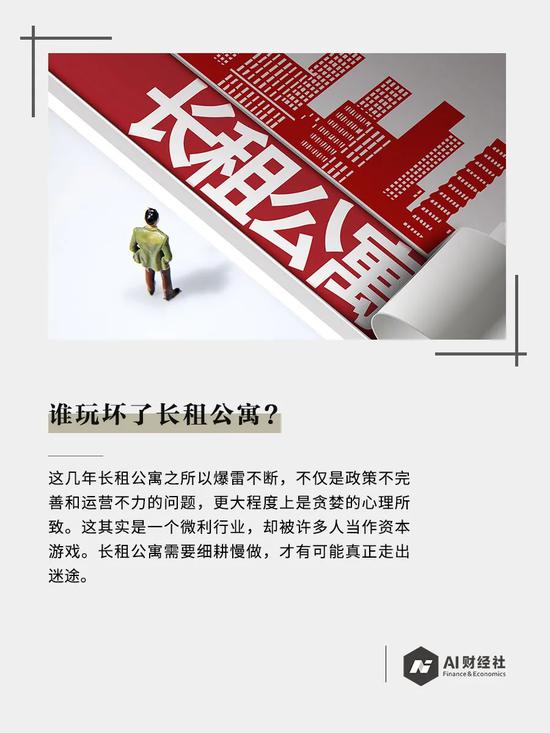 长租公寓
谁玩坏了长租公寓?
这几年长租公寓之所以爆雷不断，不仅是政策不完
善和运营不力的问题，更大程度上是贪婪的心理所
致。这其实是一个微利行业，却被许多人当作资本
游戏。长租公寓需要细耕慢做，才有可能真正走出
迷途。
AI财经社
Finance&Economics